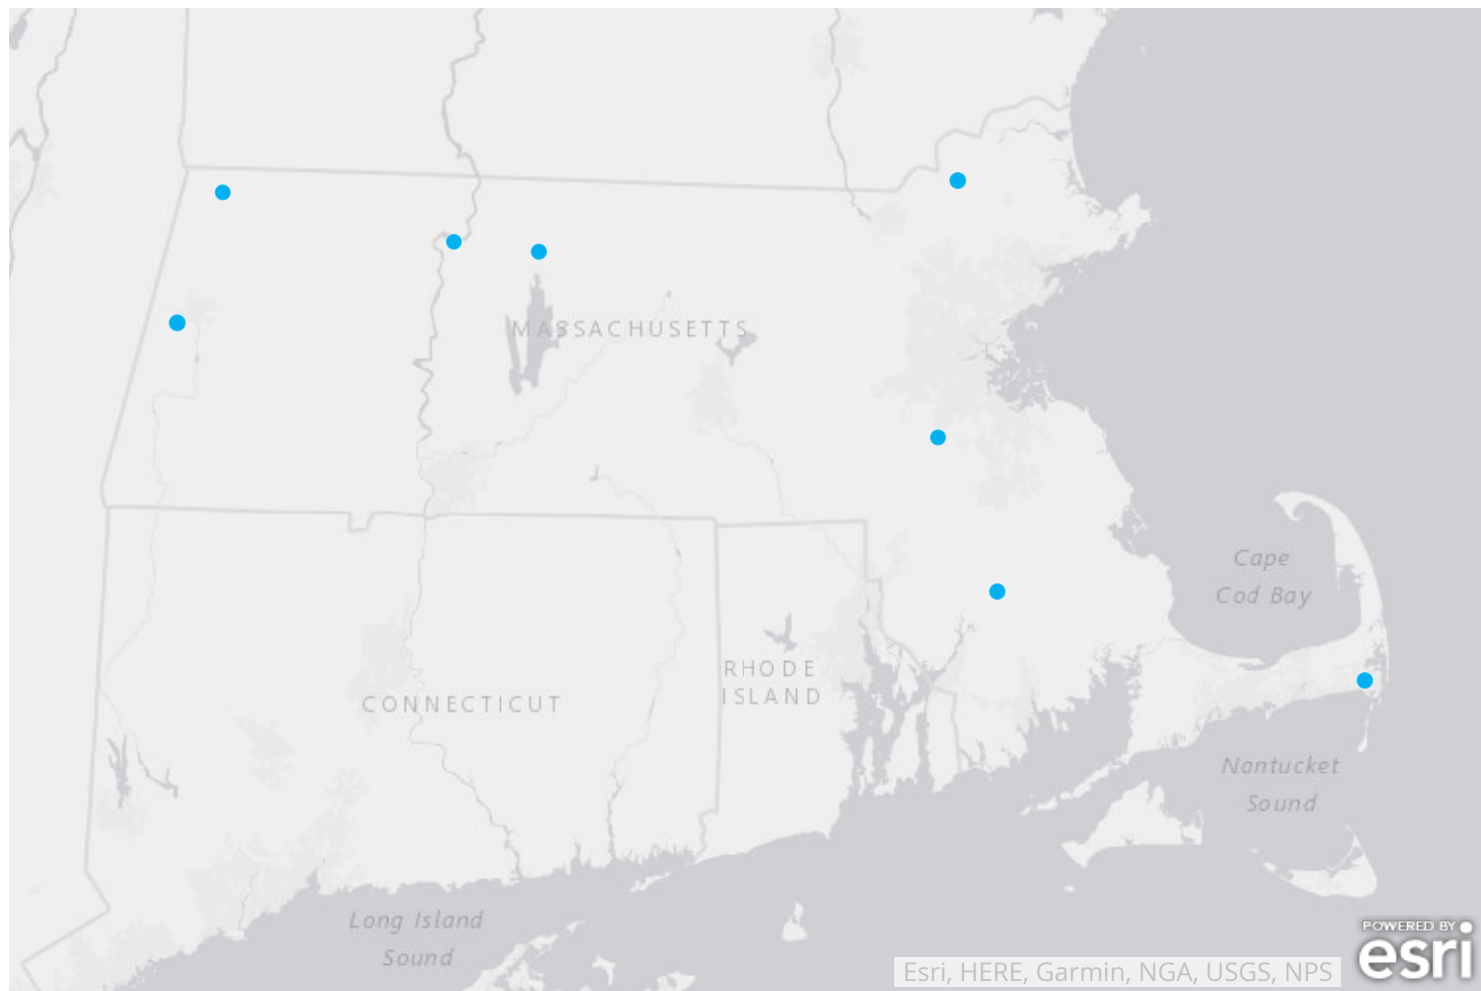 MASSACHUSETTS
Cape
Cod Bay
RHODE
ISLAND
CONNECTICUT
Nantucket
Sound
Long Island
Sound
POWERED BY
esri
Esri, HERE, Garmin, NGA, USGS, NPS